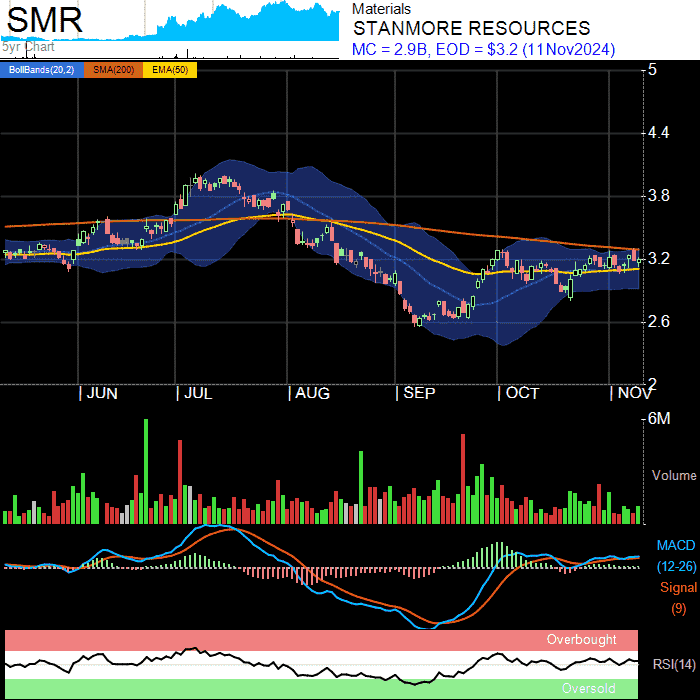 SMR
5yr Chart
Materials
STANMORE RESOURCES
MC = 2.9B, EOD = $3.2 (11Nov2024)
BollBands(20,2) SMA(200) EMA(50)
5
4.4
3.8
3.2
2.6
2
JUN JUL AUG SEP OCT NOV
6M
Volume
MACD
(12-26)
Signal
(9)
Overbought
RSI(14)
Oversold